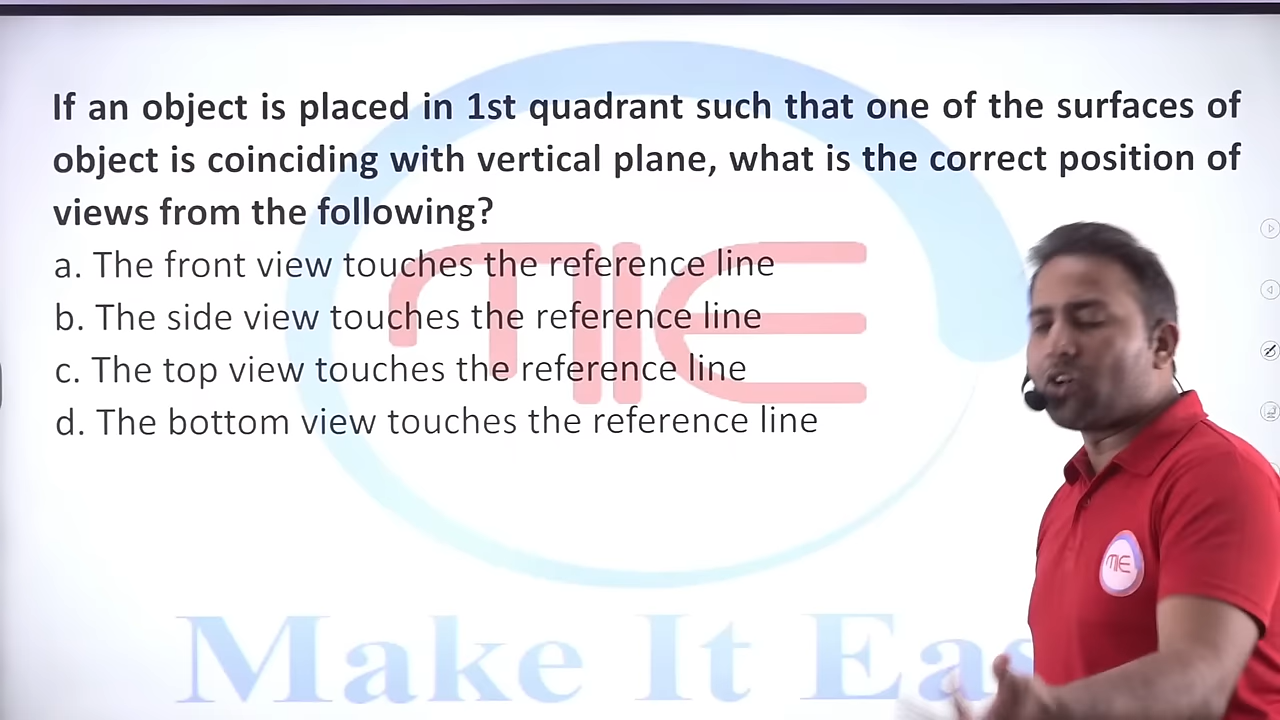 If an object is placed in 1st quadrant such that one of the surfaces of
object is coinciding with vertical plane, what is the correct position of
views from the following?
a. The front view touches the reference line
b. The side view touches the reference line
c. The top view touches the reference line
d. The bottom view touches the reference line
MIE
MIE
Make It Eas